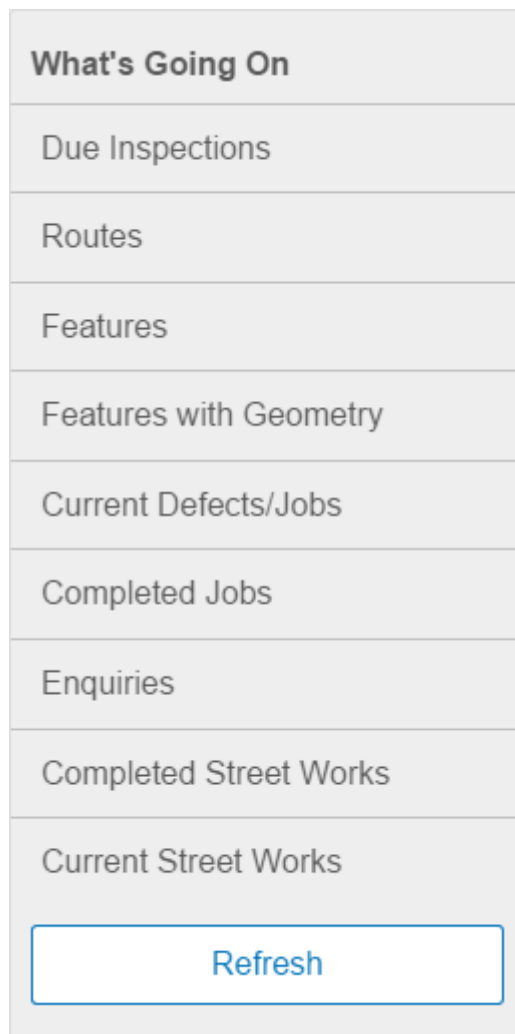 What's Going On
Due Inspections
Routes
Features
Features with Geometry
Current Defects/Jobs
Completed Jobs
Enquiries
Completed Street Works
Current Street Works
Refresh